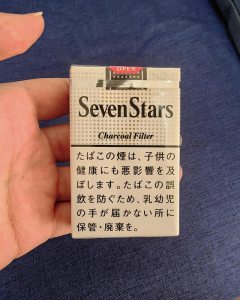 OPEN
SevenStars
Charcoal Filter
たばこの煙は、子供の
健康にも悪影響を及
ぼします。たばこの誤
飲を防ぐため、乳幼児
の手が届かない所に
保管・廃棄を。